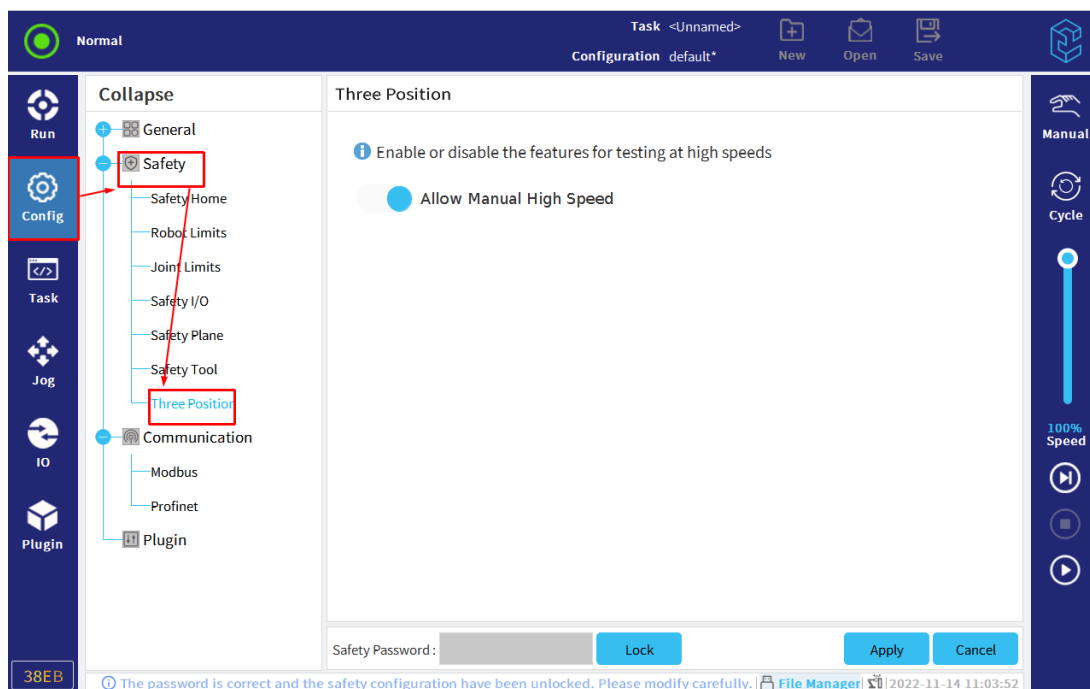 Normal
Task <Unnamed>
Configuration default*
New
Open
Save
Run
Config
Task
Jog
IO
Plugin
38EB
Collapse
General
Safety
Safety Home
Robot Limits
Joint Limits
Safety I/O
Safety Plane
Safety Tool
Three Position
Communication
Modbus
Profinet
Plugin
Three Position
Enable or disable the features for testing at high speeds
Allow Manual High Speed
Safety Password :
Lock
Apply
Cancel
The password is correct and the safety configuration have been unlocked. Please modify carefully.
File Manager
2022-11-14 11:03:52
Manual
Cycle
100%
Speed